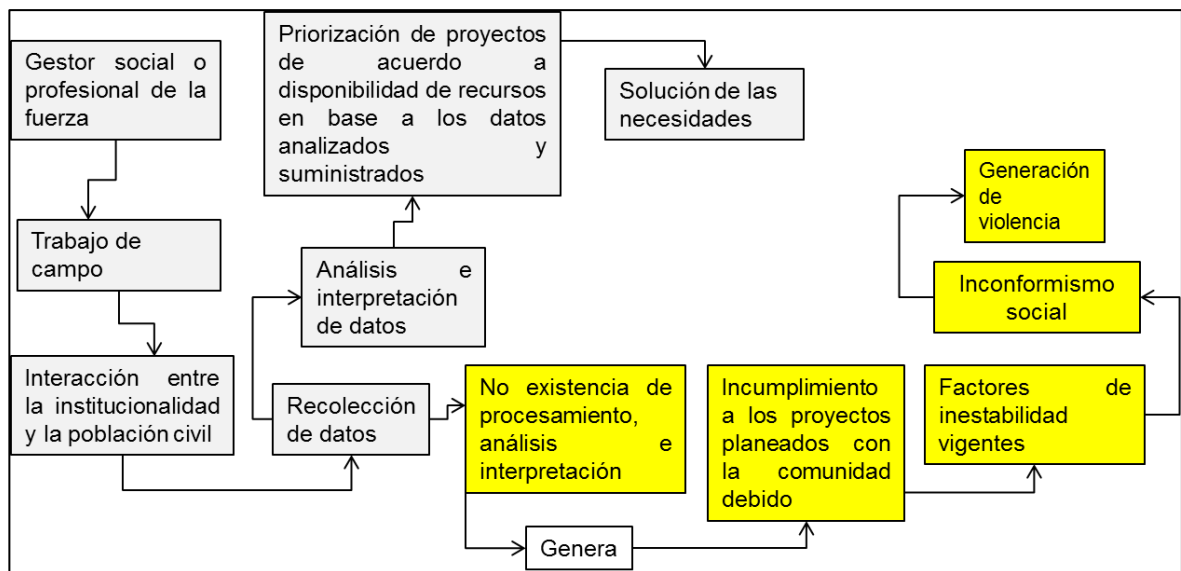 Gestor social o
profesional de la
fuerza
Trabajo de
campo
Interacción entre
la institucionalidad
y la población civil
Recolección
de datos
Análisis e
interpretación
de datos
Priorización de proyectos
de acuerdo a
disponibilidad de recursos
en base a los datos
analizados y
suministrados
Solución de las
necesidades
No existencia de
procesamiento,
análisis e
interpretación
Genera
Incumplimiento
a los proyectos
planeados con
la comunidad
debido
Factores de
inestabilidad
vigentes
Inconformismo
social
Generación
de
violencia